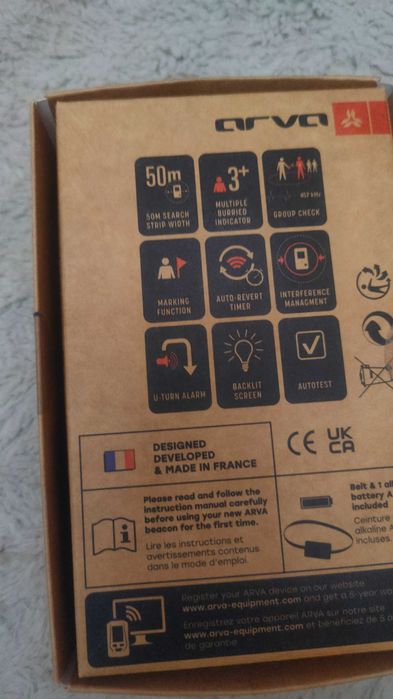 arva
50m
50M SEARCH
STRIP WIDTH
3+
MULTIPLE
BURRIED
INDICATOR
457 kHz
GROUP CHECK
MARKING
FUNCTION
AUTO-REVERT
TIMER
INTERFERENCE
MANAGMENT
U-TURN ALARM
BACKLIT
SCREEN
AUTOTEST
DESIGNED
DEVELOPED
& MADE IN FRANCE
CE UK
CA
Please read and follow the
instruction manual carefully
before using your new ARVA
beacon for the first time.
Lire les instructions et
avertissements contenus
dans le mode d'emploi.
Belt & 1 al
battery A
included
Ceinture
alkaline A
incluses.
Register your ARVA device on our website
www.arva-equipment.com and get a 5-year wa
Enregistrez votre appareil ARVA sur notre site
www.arva-equipment.com et bénéficiez de 5 a
de garantie.